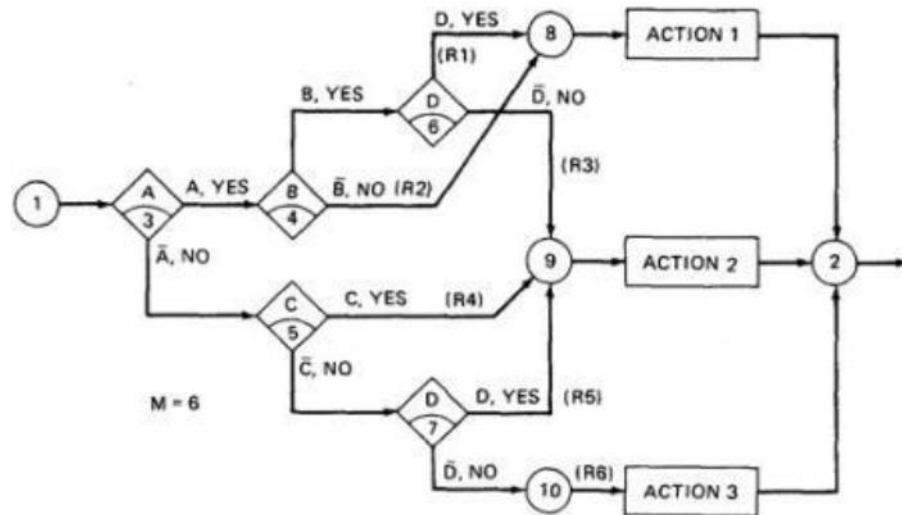 D, YES
8
ACTION 1
(R1)
B, YES
D
6
D̄, NO
(R3)
1
A
3
A, YES
B
4
B̄, NO (R2)
Ā, NO
9
ACTION 2
2
C
5
C, YES
(R4)
C̄, NO
M = 6
D
7
D, YES
(R5)
D̄, NO
10
(R6)
ACTION 3